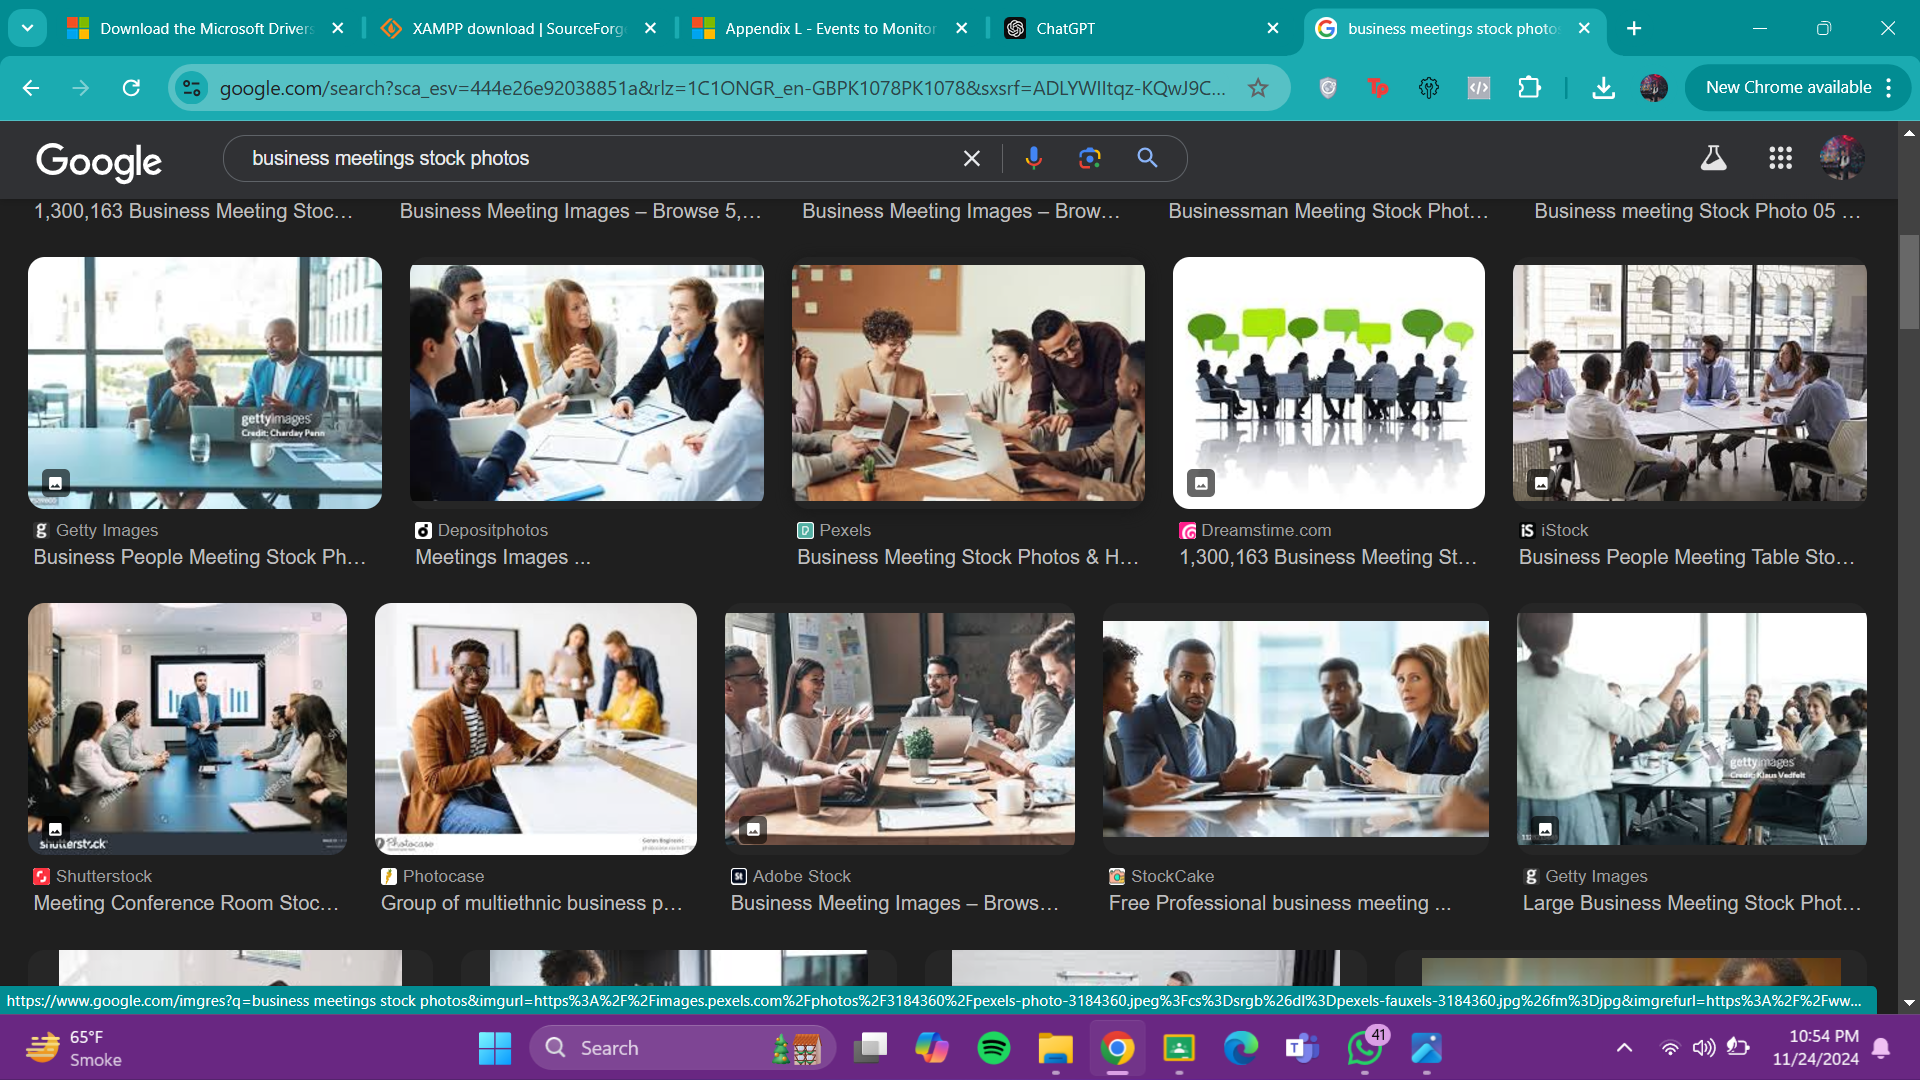 Download the Microsoft Drivers
XAMPP download | SourceForg
Appendix L - Events to Monitor
ChatGPT
business meetings stock photos
google.com/search?sca_esv=444e26e92038851a&rlz=1C1ONGR_en-GBPK1078PK1078&sxsrf=ADLYWIItqz-KQwJ9C...
New Chrome available
Google
business meetings stock photos
1,300,163 Business Meeting Stoc...
Business Meeting Images – Browse 5,...
Business Meeting Images – Brow...
Businessman Meeting Stock Phot...
Business meeting Stock Photo 05 ...
gettyimages
Credit: Charday Penn
Getty Images
Business People Meeting Stock Ph...
Depositphotos
Meetings Images ...
Pexels
Business Meeting Stock Photos & H...
Dreamstime.com
1,300,163 Business Meeting St...
iS iStock
Business People Meeting Table Sto...
shutterstock
Photocase
gettyimages
Credit: Klaus Vedfelt
Shutterstock
Meeting Conference Room Stoc...
Photocase
Group of multiethnic business p...
St Adobe Stock
Business Meeting Images – Brows...
StockCake
Free Professional business meeting ...
Getty Images
Large Business Meeting Stock Phot...
https://www.google.com/imgres?q=business meetings stock photos&imgurl=https%3A%2F%2Fimages.pexels.com%2Fphotos%2F3184360%2Fpexels-photo-3184360.jpeg%3Fcs%3Dsrgb%26dl%3Dpexels-fauxels-3184360.jpg%26fm%3Djpg&imgrefurl=https%3A%2F%2Fww...
65°F
Smoke
Search
41
10:54 PM
11/24/2024